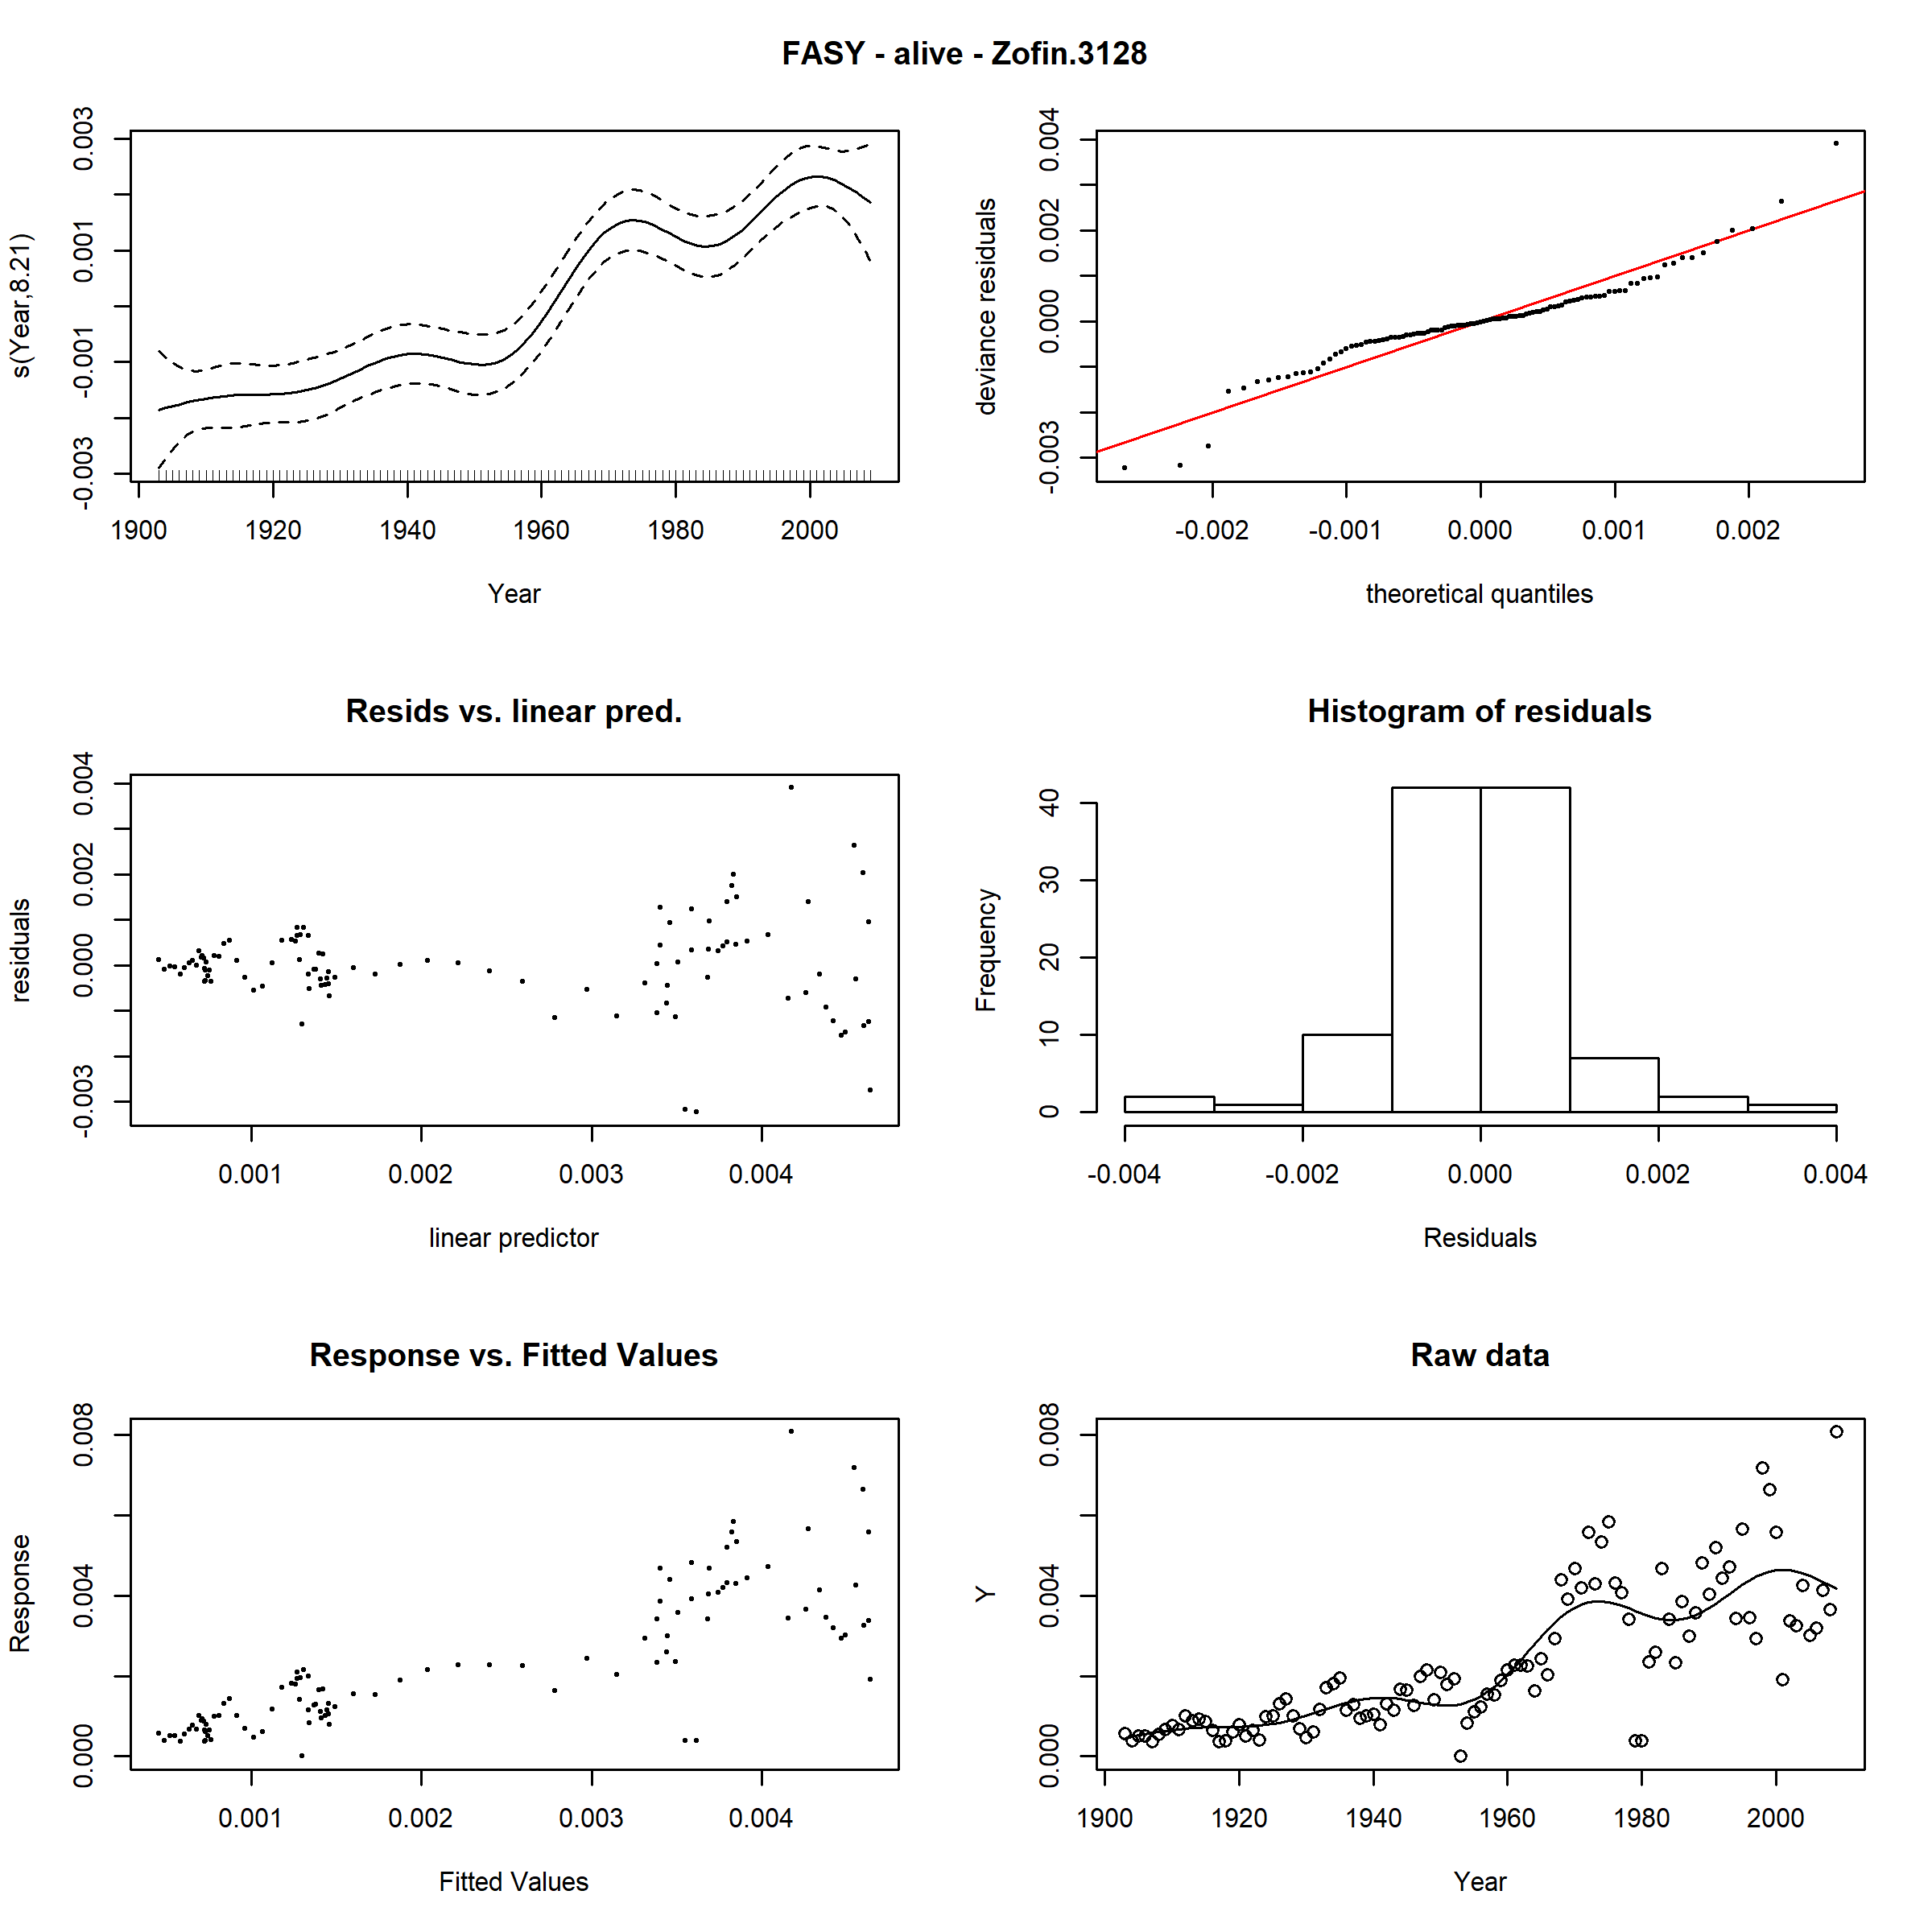 FASY - alive - Zofin.3128
s(Year,8.21)
-0.003 -0.001 0.001 0.003
1900 1920 1940 1960 1980 2000
Year
deviance residuals
-0.003 0.000 0.002 0.004
-0.002 -0.001 0.000 0.001 0.002
theoretical quantiles
Resids vs. linear pred.
residuals
-0.003 0.000 0.002 0.004
0.001 0.002 0.003 0.004
linear predictor
Histogram of residuals
Frequency
0 10 20 30 40
-0.004 -0.002 0.000 0.002 0.004
Residuals
Response vs. Fitted Values
Response
0.000 0.004 0.008
0.001 0.002 0.003 0.004
Fitted Values
Raw data
Y
0.000 0.004 0.008
1900 1920 1940 1960 1980 2000
Year